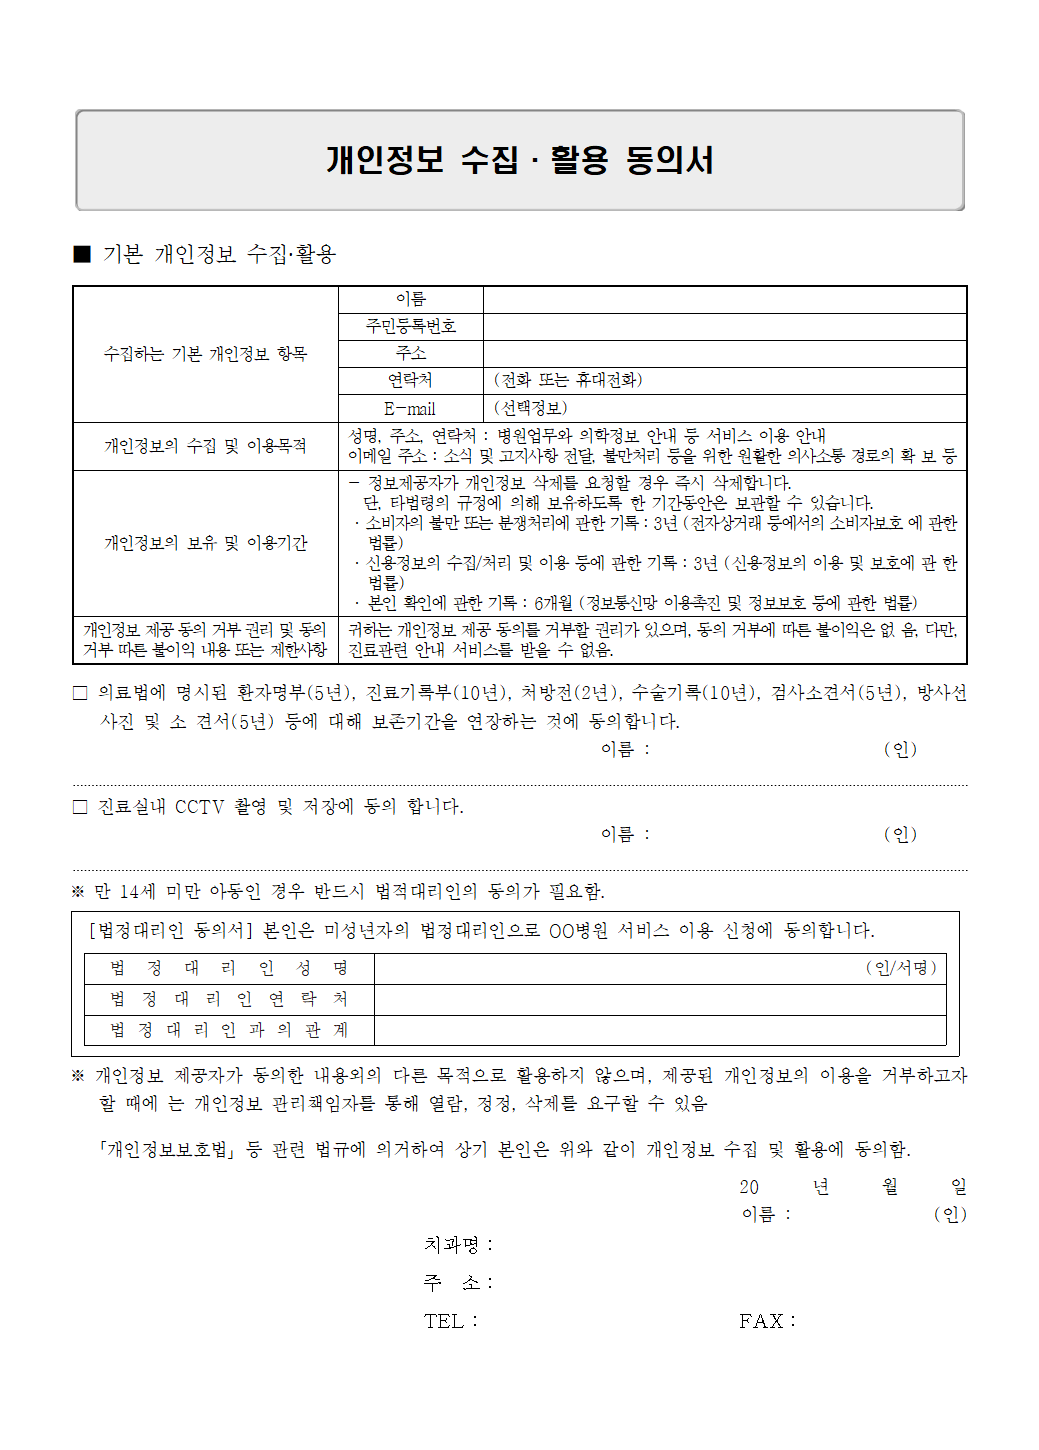 개인정보 수집 · 활용 동의서
■ 기본 개인정보 수집·활용
수집하는 기본 개인정보 항목
이름
주민등록번호
주소
연락처 (전화 또는 휴대전화)
E-mail (선택정보)
개인정보의 수집 및 이용목적
성명, 주소, 연락처 : 병원업무와 의학정보 안내 등 서비스 이용 안내
이메일 주소 : 소식 및 고지사항 전달, 불만처리 등을 위한 원활한 의사소통 경로의 확 보 등
개인정보의 보유 및 이용기간
- 정보제공자가 개인정보 삭제를 요청할 경우 즉시 삭제합니다.
단, 타법령의 규정에 의해 보유하도록 한 기간동안은 보관할 수 있습니다.
· 소비자의 불만 또는 분쟁처리에 관한 기록 : 3년 (전자상거래 등에서의 소비자보호 에 관한
법률)
· 신용정보의 수집/처리 및 이용 등에 관한 기록 : 3년 (신용정보의 이용 및 보호에 관 한
법률)
· 본인 확인에 관한 기록 : 6개월 (정보통신망 이용촉진 및 정보보호 등에 관한 법률)
개인정보 제공 동의 거부 권리 및 동의
거부 따른 불이익 내용 또는 제한사항
귀하는 개인정보 제공 동의를 거부할 권리가 있으며, 동의 거부에 따른 불이익은 없 음, 다만,
진료관련 안내 서비스를 받을 수 없음.
□ 의료법에 명시된 환자명부(5년), 진료기록부(10년), 처방전(2년), 수술기록(10년), 검사소견서(5년), 방사선
사진 및 소 견서(5년) 등에 대해 보존기간을 연장하는 것에 동의합니다.
이름 : (인)
□ 진료실내 CCTV 촬영 및 저장에 동의 합니다.
이름 : (인)
※ 만 14세 미만 아동인 경우 반드시 법적대리인의 동의가 필요함.
[법정대리인 동의서] 본인은 미성년자의 법정대리인으로 OO병원 서비스 이용 신청에 동의합니다.
법 정 대 리 인 성 명 (인/서명)
법 정 대 리 인 연 락 처
법 정 대 리 인 과 의 관 계
※ 개인정보 제공자가 동의한 내용외의 다른 목적으로 활용하지 않으며, 제공된 개인정보의 이용을 거부하고자
할 때에 는 개인정보 관리책임자를 통해 열람, 정정, 삭제를 요구할 수 있음
「개인정보보호법」 등 관련 법규에 의거하여 상기 본인은 위와 같이 개인정보 수집 및 활용에 동의함.
20 년 월 일
이름 : (인)
치과명 :
주 소 :
TEL : FAX :